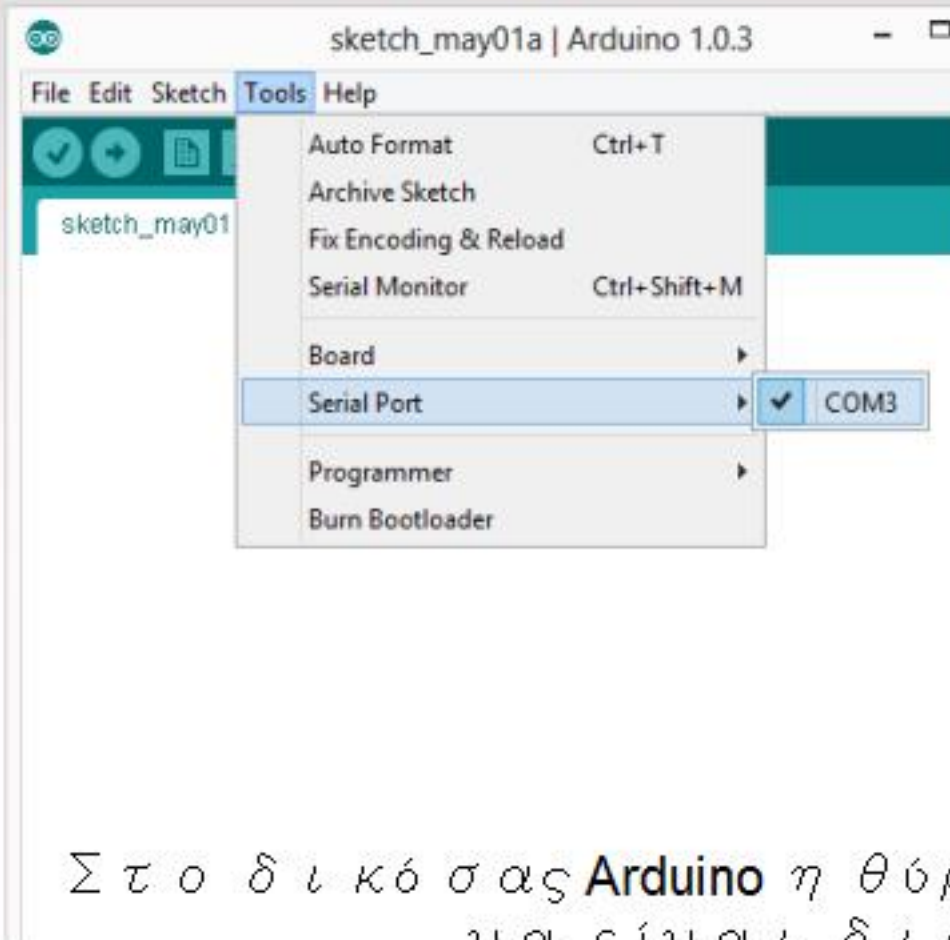 sketch_may01a | Arduino 1.0.3
File Edit Sketch Tools Help
sketch_may01
Auto Format Ctrl+T
Archive Sketch
Fix Encoding & Reload
Serial Monitor Ctrl+Shift+M
Board
Serial Port COM3
Programmer
Burn Bootloader
Στο δικό σας Arduino η